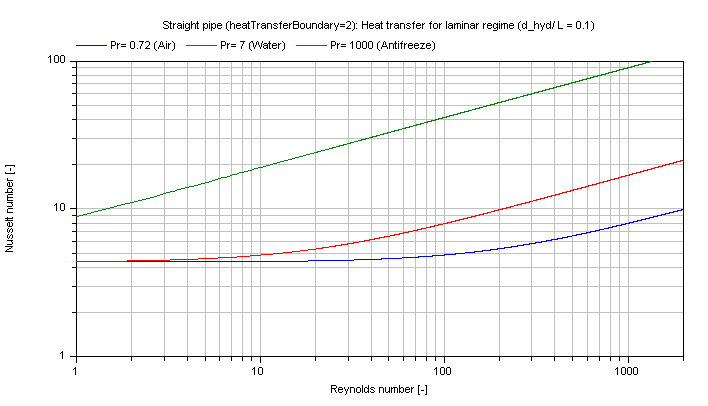 Straight pipe (heatTransferBoundary=2): Heat transfer for laminar regime (d_hyd/ L = 0.1)
Pr= 0.72 (Air) Pr= 7 (Water) Pr= 1000 (Antifreeze)
100
10
1
Nusselt number [-]
1 10 100 1000
Reynolds number [-]